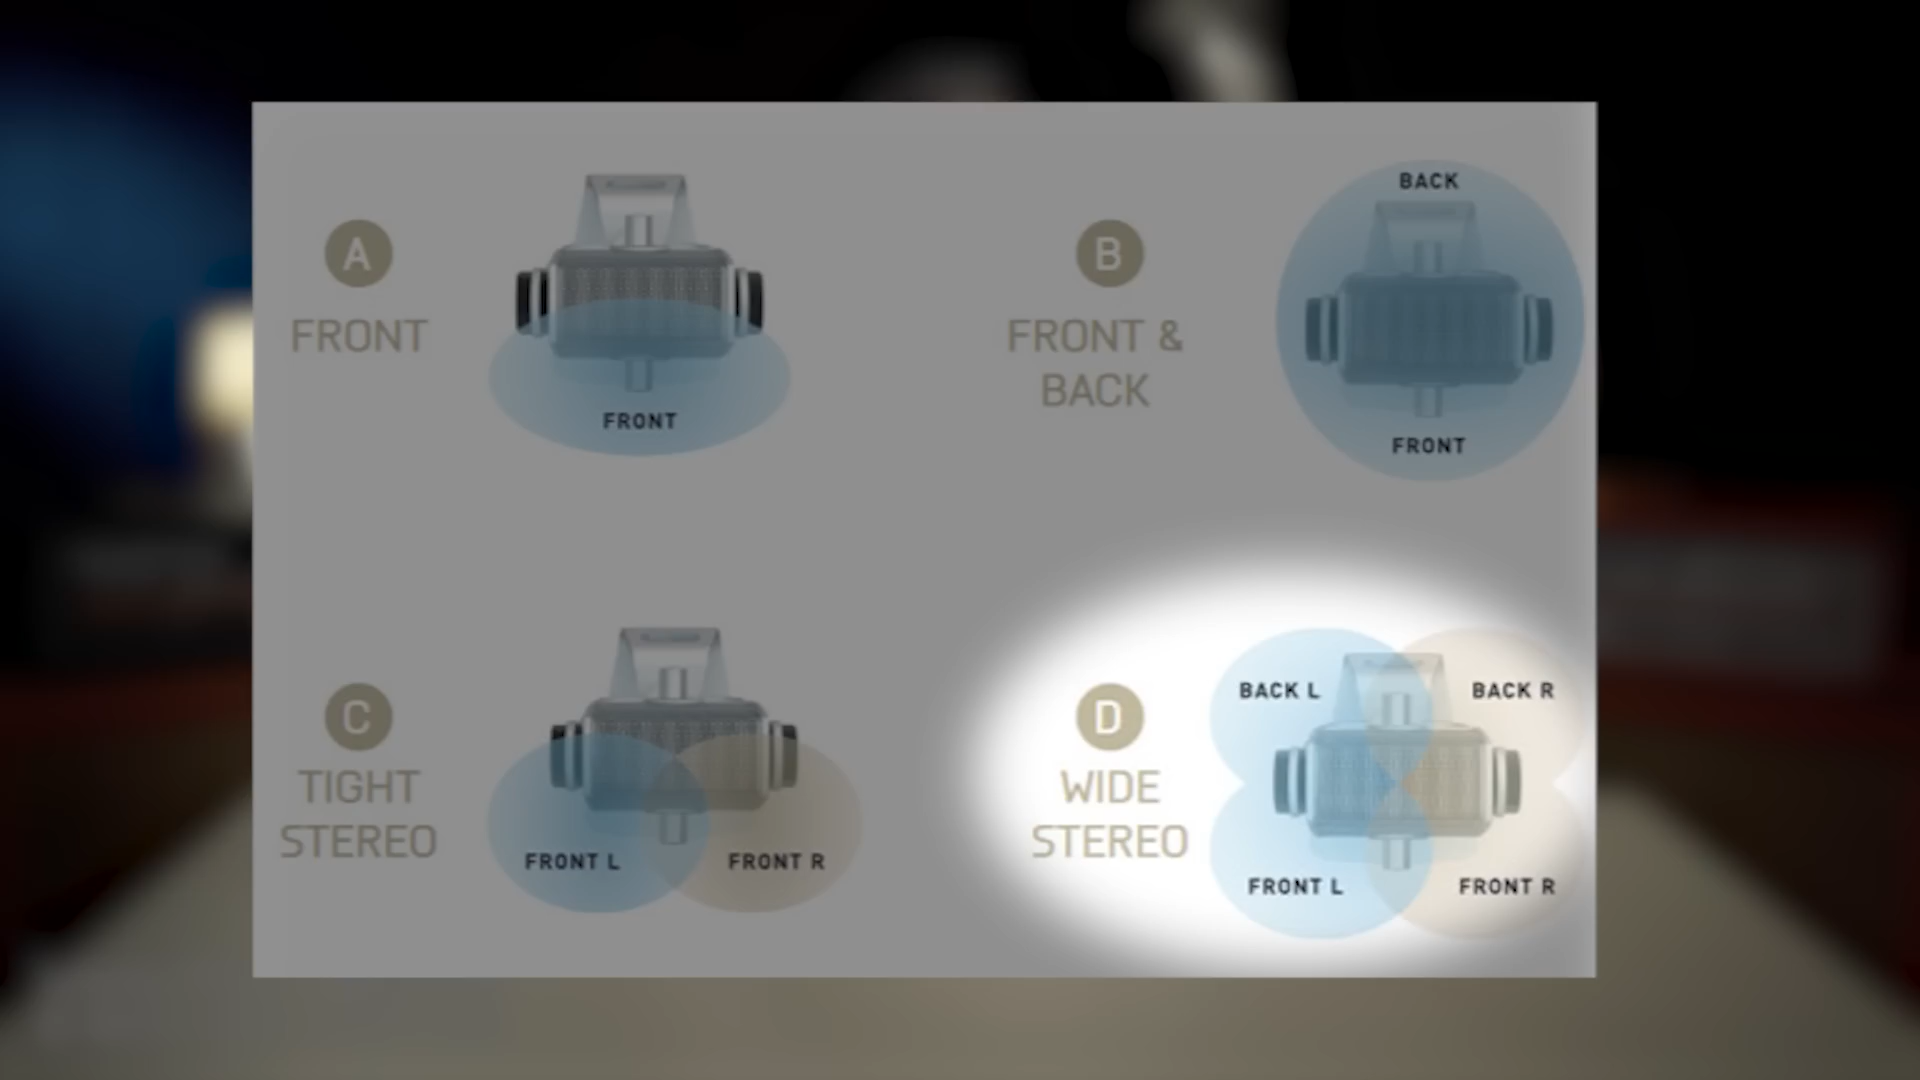 A
FRONT
FRONT
B
FRONT &
BACK
BACK
FRONT
C
TIGHT
STEREO
FRONT L
FRONT R
D
WIDE
STEREO
BACK L
BACK R
FRONT L
FRONT R